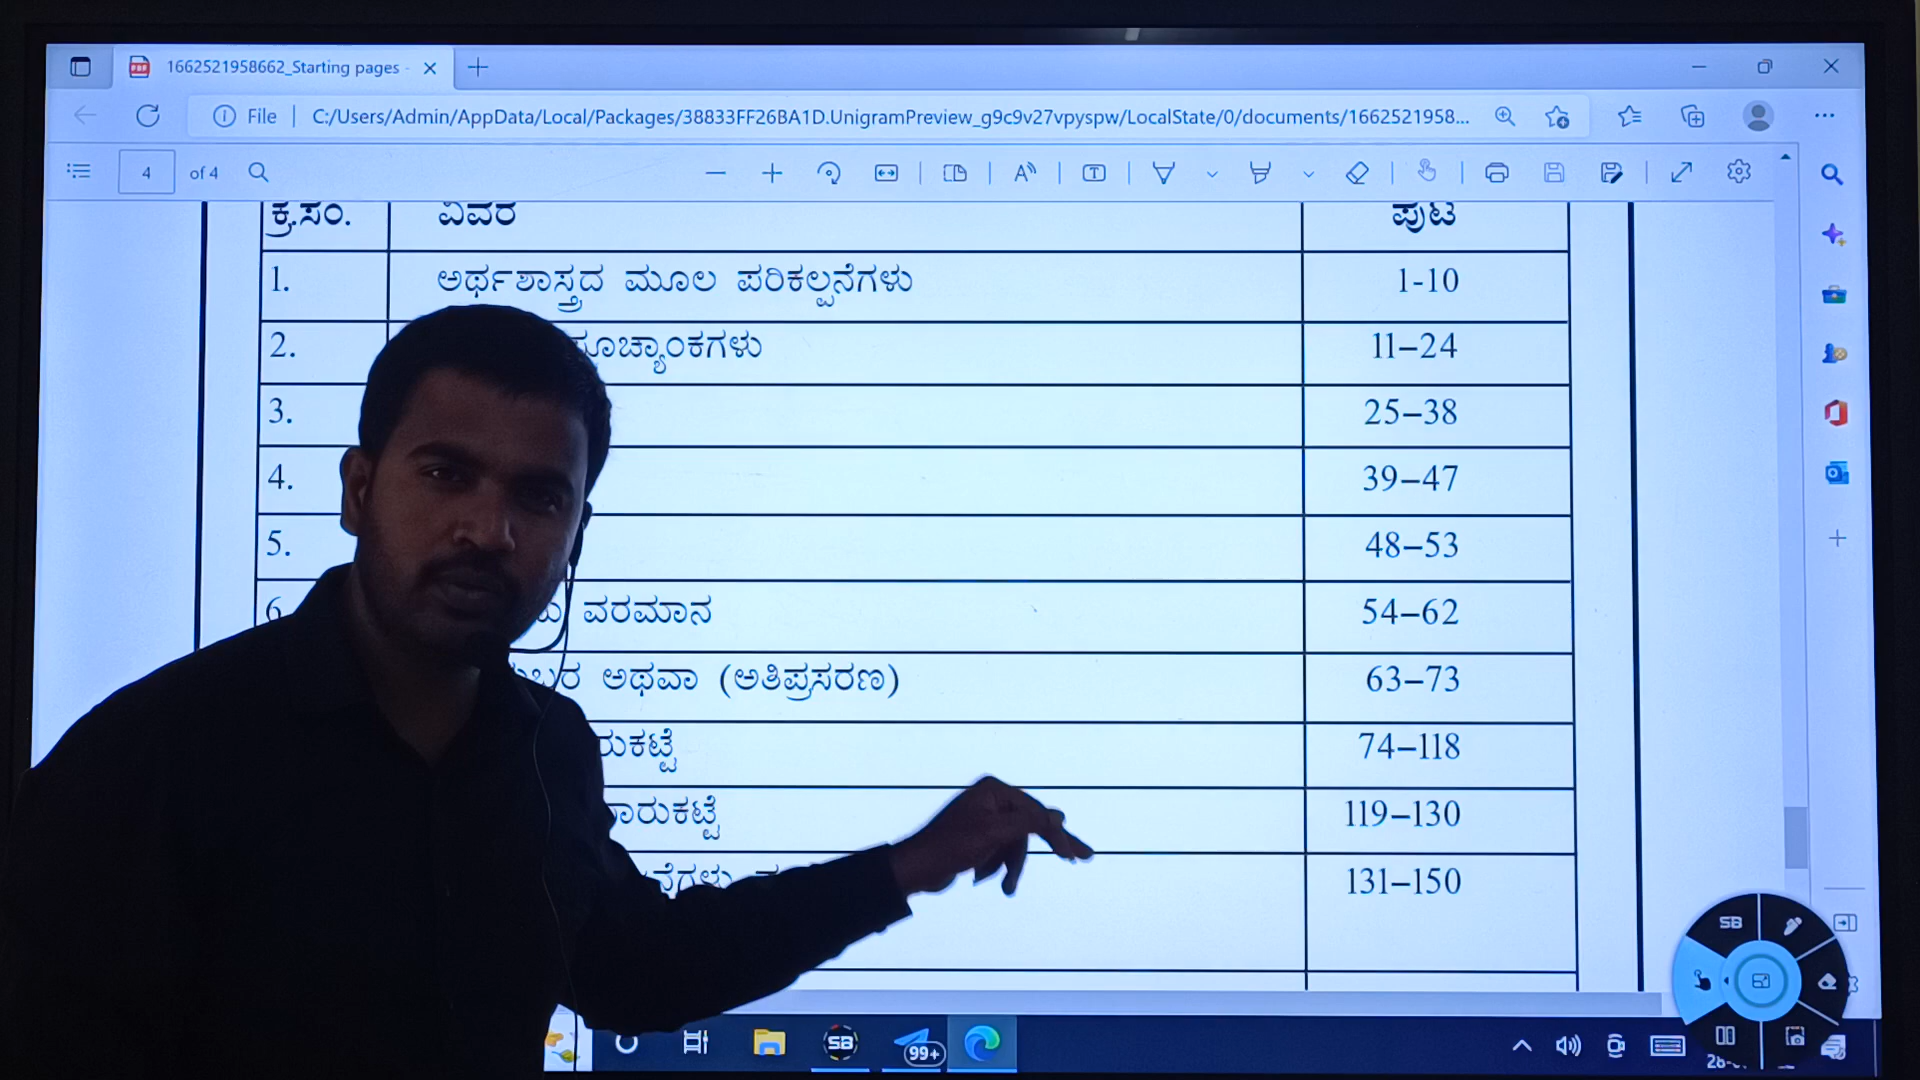 1662521958662_Starting pages -
File | C:/Users/Admin/AppData/Local/Packages/38833FF26BA1D.UnigramPreview_g9c9v27vpyspw/LocalState/0/documents/1662521958...
4 of 4
ಕ್ರ.ಸಂ. ವಿವರ ಪುಟ
1. ಅರ್ಥಶಾಸ್ತ್ರದ ಮೂಲ ಪರಿಕಲ್ಪನೆಗಳು 1-10
2. ಸೂಚ್ಯಾಂಕಗಳು 11–24
3. 25–38
4. 39–47
5. 48–53
6 ವರಮಾನ 54–62
ಅಥವಾ (ಅತಿಪ್ರಸರಣ) 63–73
ರುಕಟ್ಟೆ 74–118
ಾರುಕಟ್ಟೆ 119–130
131–150
SB
SB 99+